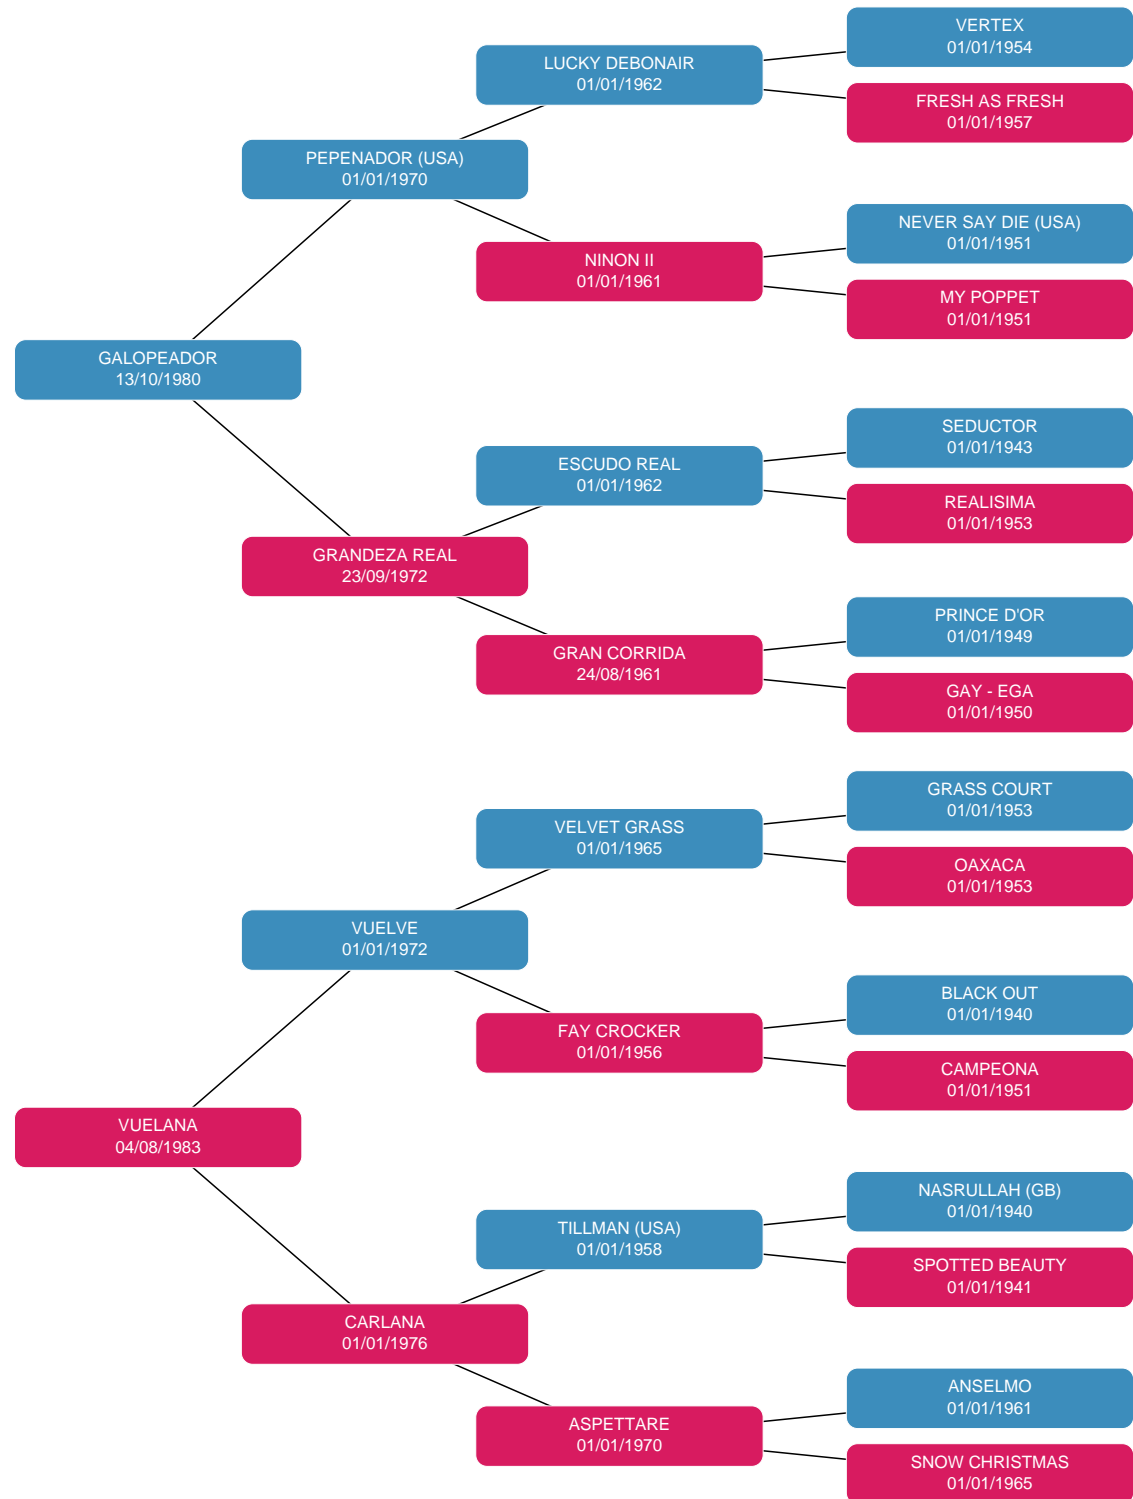 VERTEX
01/01/1954
LUCKY DEBONAIR
01/01/1962
FRESH AS FRESH
01/01/1957
PEPENADOR (USA)
01/01/1970
NEVER SAY DIE (USA)
01/01/1951
NINON II
01/01/1961
MY POPPET
01/01/1951
GALOPEADOR
13/10/1980
SEDUCTOR
01/01/1943
ESCUDO REAL
01/01/1962
REALISIMA
01/01/1953
GRANDEZA REAL
23/09/1972
PRINCE D'OR
01/01/1949
GRAN CORRIDA
24/08/1961
GAY - EGA
01/01/1950
GRASS COURT
01/01/1953
VELVET GRASS
01/01/1965
OAXACA
01/01/1953
VUELVE
01/01/1972
BLACK OUT
01/01/1940
FAY CROCKER
01/01/1956
CAMPEONA
01/01/1951
VUELANA
04/08/1983
NASRULLAH (GB)
01/01/1940
TILLMAN (USA)
01/01/1958
SPOTTED BEAUTY
01/01/1941
CARLANA
01/01/1976
ANSELMO
01/01/1961
ASPETTARE
01/01/1970
SNOW CHRISTMAS
01/01/1965